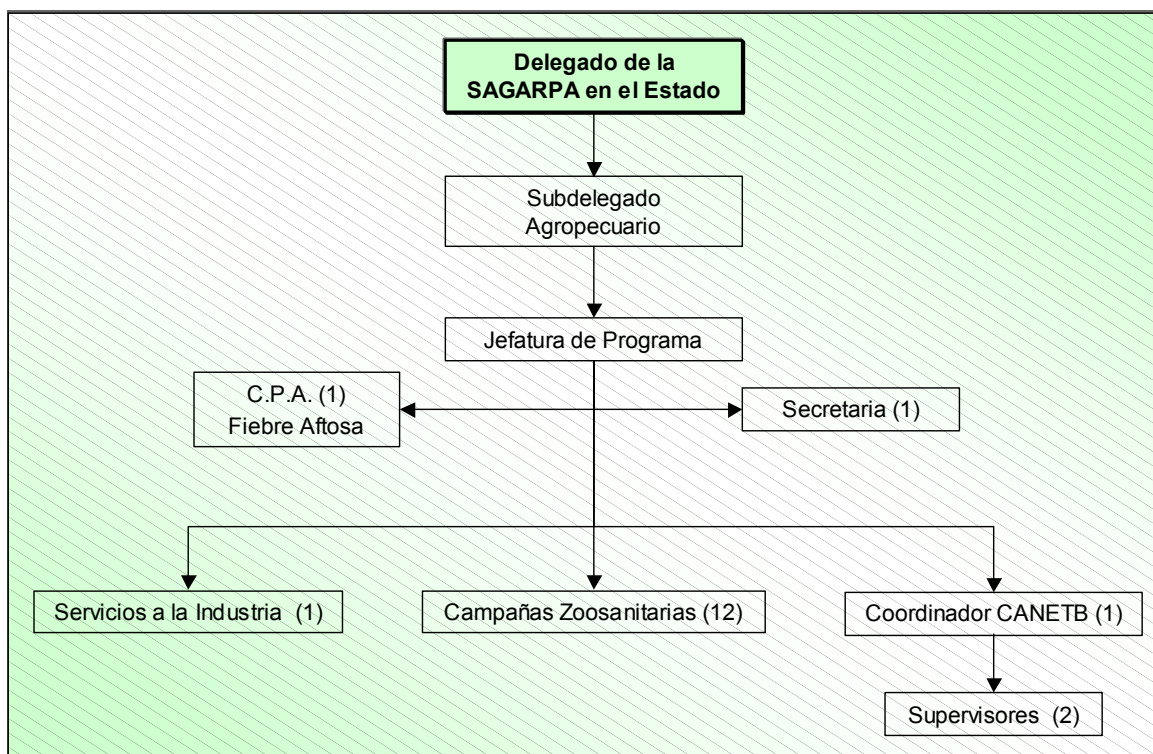 Delegado de la
SAGARPA en el Estado
Subdelegado
Agropecuario
Jefatura de Programa
C.P.A. (1)
Fiebre Aftosa
Secretaria (1)
Servicios a la Industria (1)
Campañas Zoosanitarias (12)
Coordinador CANETB (1)
Supervisores (2)